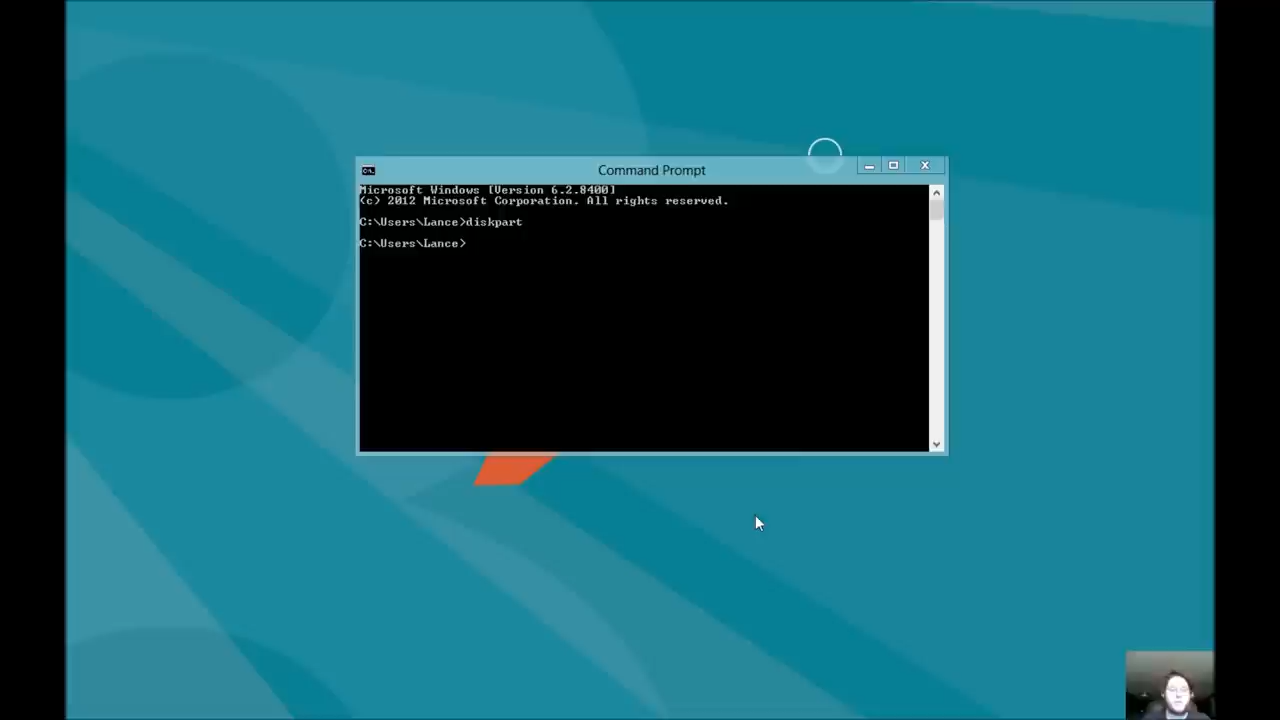 Command Prompt
Microsoft Windows [Version 6.2.8400]
(c) 2012 Microsoft Corporation. All rights reserved.
C:\Users\Lance>diskpart
C:\Users\Lance>